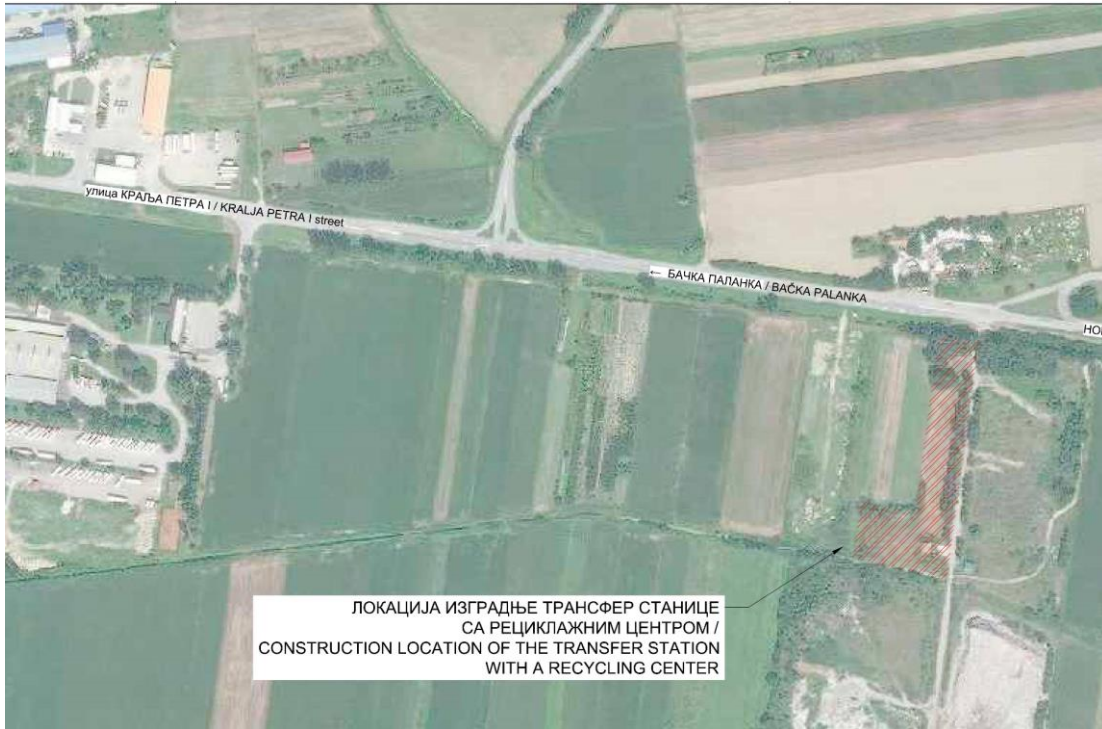 улица КРАЉА ПЕТРА I / KRALJA PETRA I street
← БАЧКА ПАЛАНКА / BAČKA PALANKA
ЛОКАЦИЈА ИЗГРАДЊЕ ТРАНСФЕР СТАНИЦЕ
СА РЕЦИКЛАЖНИМ ЦЕНТРОМ /
CONSTRUCTION LOCATION OF THE TRANSFER STATION
WITH A RECYCLING CENTER